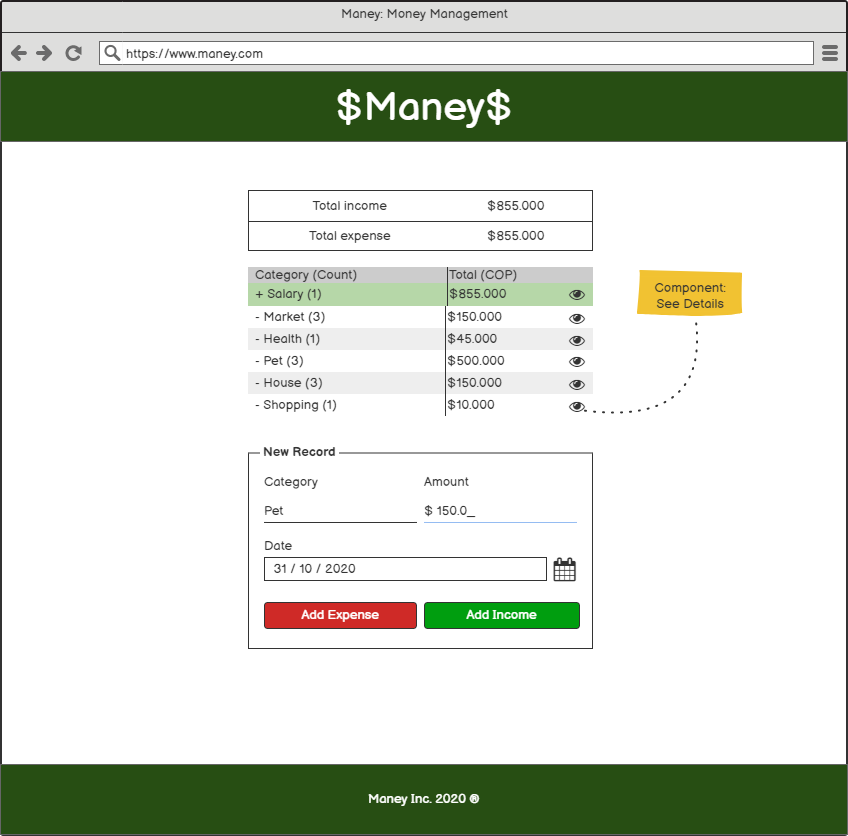 Maney: Money Management
https://www.maney.com
$Maney$
Total income $855.000
Total expense $855.000
Category (Count) Total (COP)
+ Salary (1) $855.000
- Market (3) $150.000
- Health (1) $45.000
- Pet (3) $500.000
- House (3) $150.000
- Shopping (1) $10.000
Component:
See Details
New Record
Category Amount
Pet $ 150.0_
Date
31 / 10 / 2020
Add Expense Add Income
Maney Inc. 2020 ®